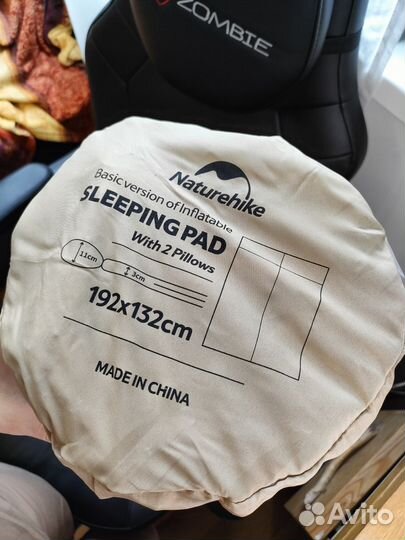 ZOMBIE
Naturehike
Basic version of Inflatable
SLEEPING PAD
With 2 Pillows
11cm
3cm
192x132cm
MADE IN CHINA
Avito